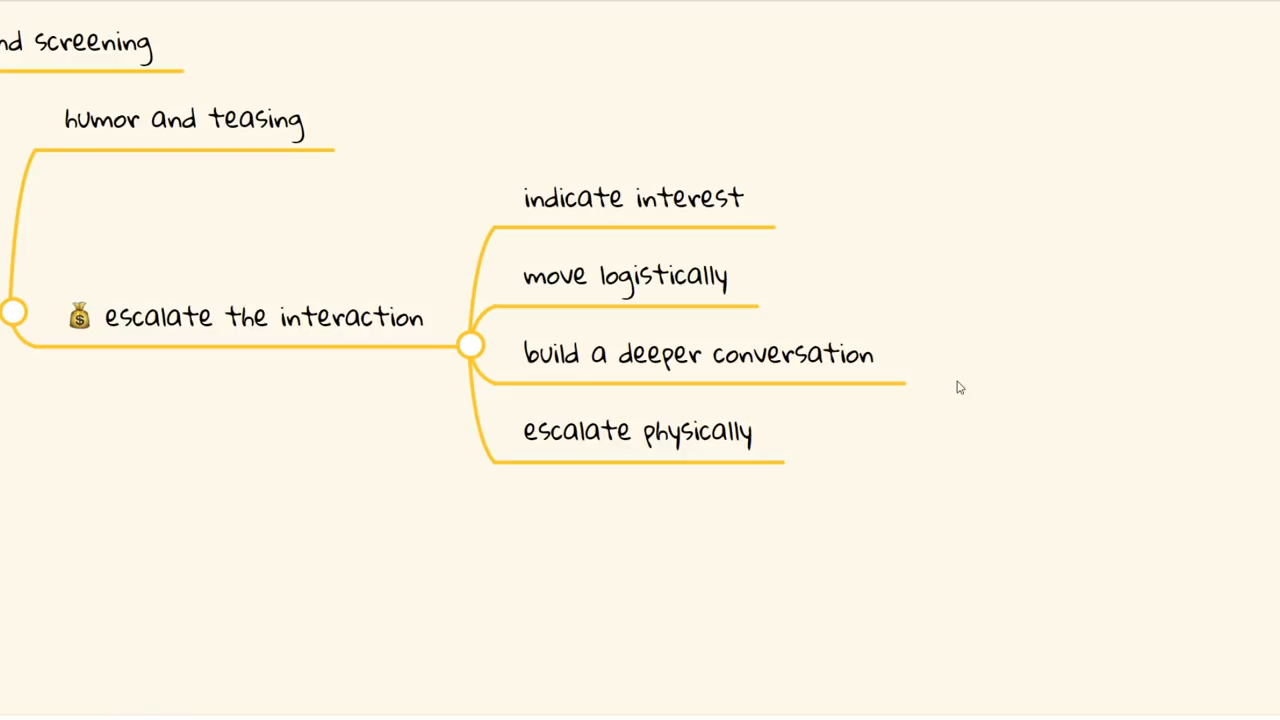 nd screening
humor and teasing
indicate interest
move logistically
💰 escalate the interaction
build a deeper conversation
escalate physically